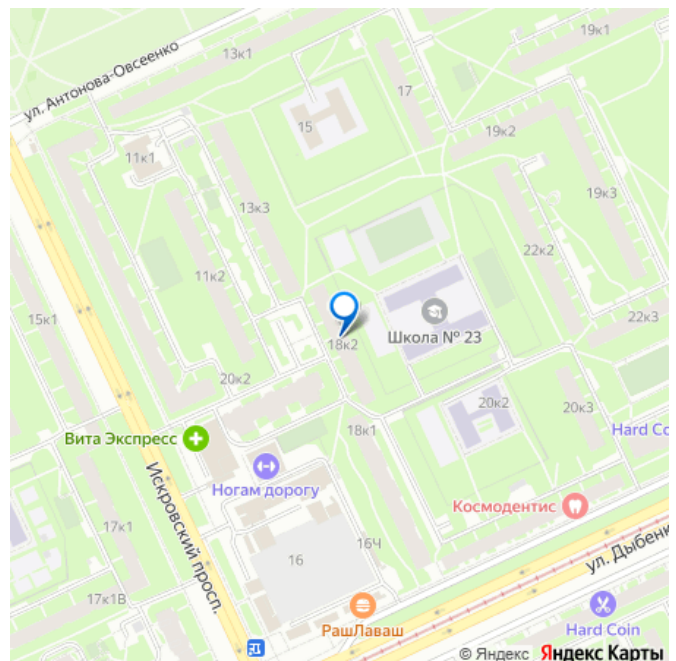 13к1
19к1
ул. Антонова-Овсеенко
17
15
19к2
11к1
13к3
19к3
22к2
11к2
15к1
22к3
Школа № 23
18к2
20к2
20к2
20к3
Вита Экспресс
18к1
Hard Co
Ногам дорогу
Искровский просп.
Космодентис
17к1
16Ч
16
ул. Дыбенк
17к1В
РашЛаваш
Hard Coin
© Яндекс Яндекс Карты